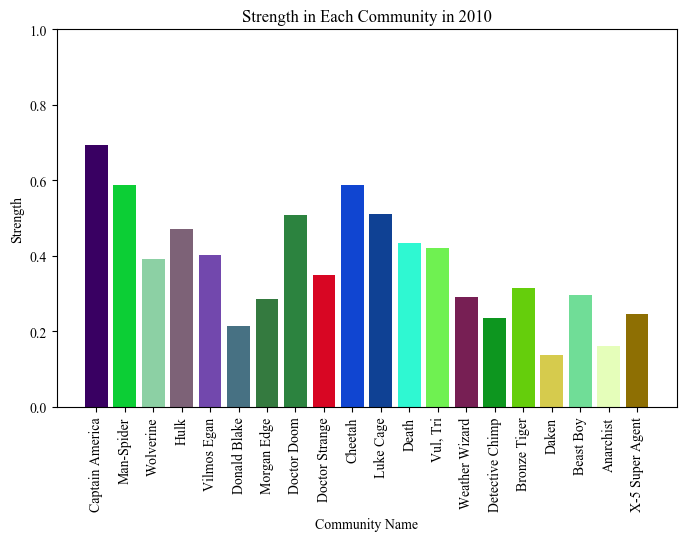 Strength in Each Community in 2010
Strength
1.0
0.8
0.6
0.4
0.2
0.0
Captain America
Man-Spider
Wolverine
Hulk
Vilmos Egan
Donald Blake
Morgan Edge
Doctor Doom
Doctor Strange
Cheetah
Luke Cage
Death
Vul, Tri
Weather Wizard
Detective Chimp
Bronze Tiger
Daken
Beast Boy
Anarchist
X-5 Super Agent
Community Name